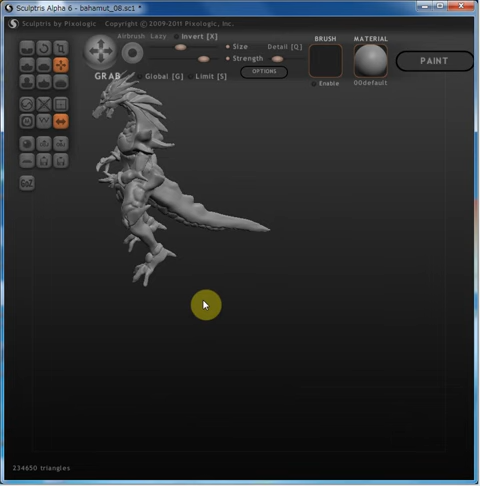 Sculptris Alpha 6 - bahamut_08.sc1 *
Sculptris by Pixologic   Copyright © 2009-2011 Pixologic, Inc.
Airbrush Lazy Invert [X]
Size Detail [Q]
Strength
GRAB Global [G] Limit [S] OPTIONS
BRUSH
Enable
MATERIAL
00default
PAINT
234650 triangles